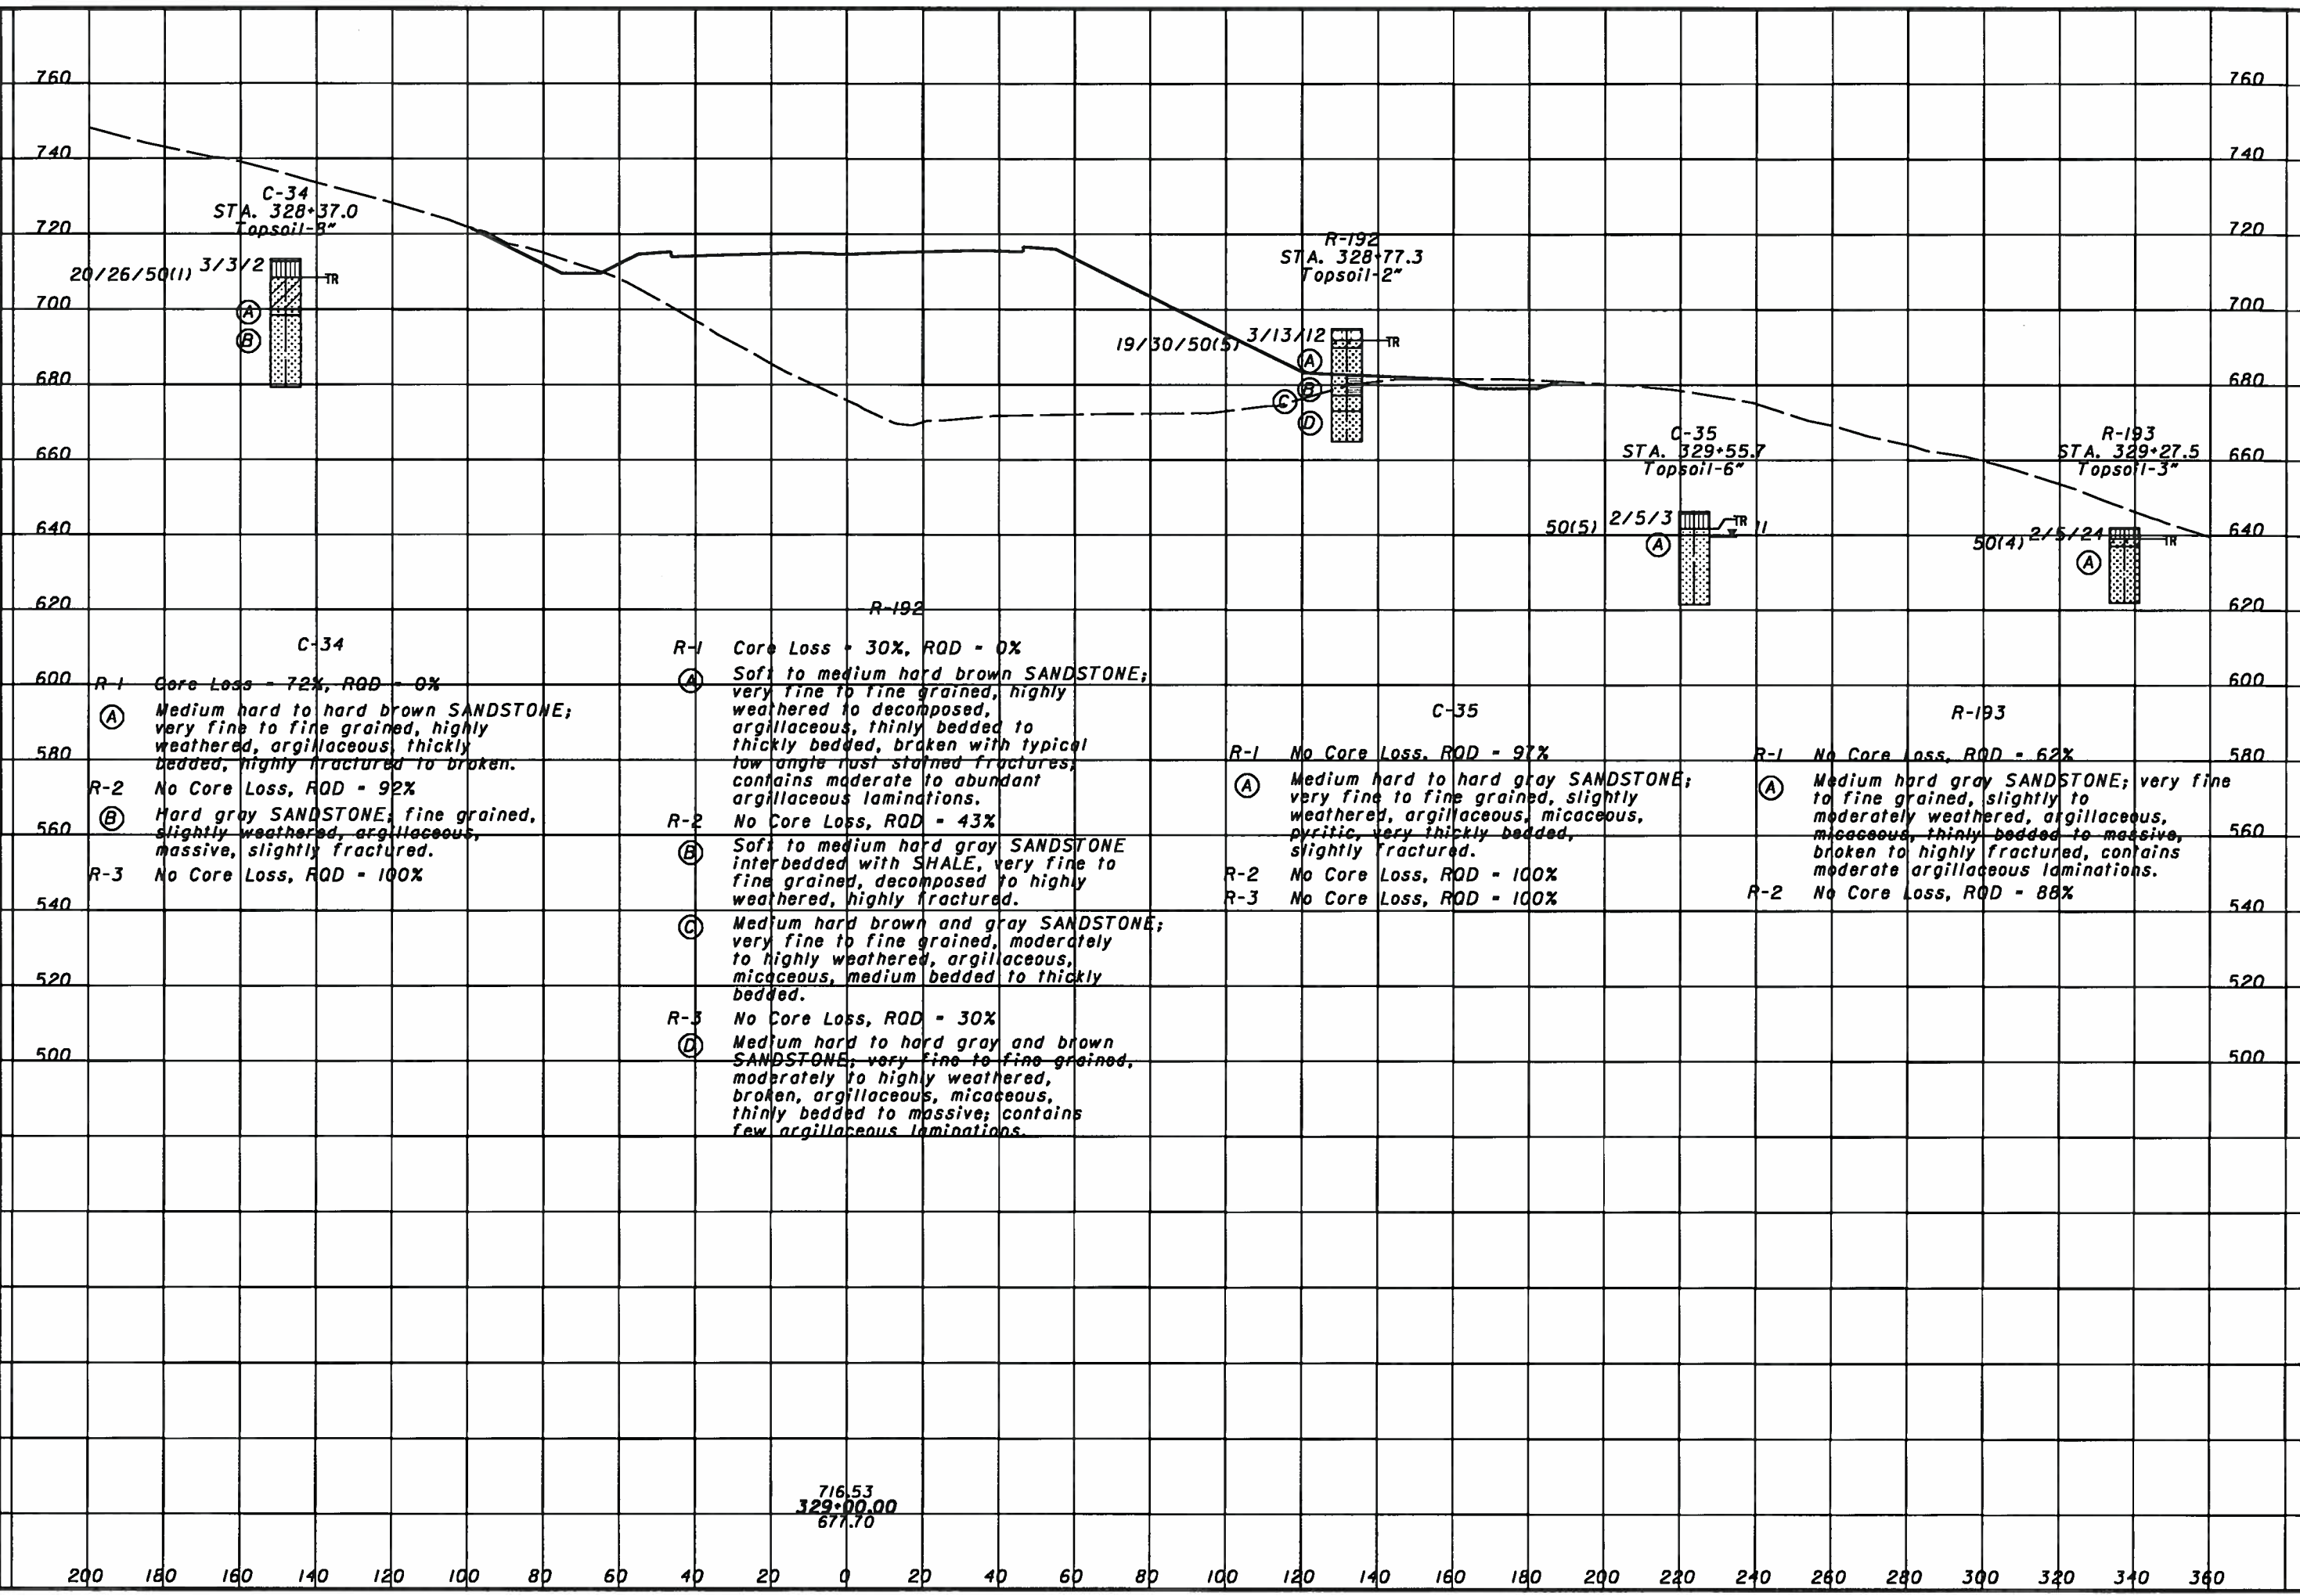 760 760
740 740
C-34
STA. 328+37.0
Topsoil-8"
720 720
R-192
STA. 328+77.3
Topsoil-2"
20/26/50(1) 3/3/2 TR
700 700
A
B
19/30/50(5) 3/13/12 TR
A
B
C
D
680 680
C-35
STA. 329+55.7
Topsoil-6"
R-193
STA. 329+27.5
Topsoil-3"
660 660
50(5) 2/5/3 TR 11
A
50(4) 2/5/24 TR
A
640 640
620 620
C-34
R-1 Core Loss = 72%, RQD = 0%
A Medium hard to hard brown SANDSTONE;
very fine to fine grained, highly
weathered, argillaceous, thickly
bedded, highly fractured to broken.
R-2 No Core Loss, RQD = 92%
B Hard gray SANDSTONE; fine grained,
slightly weathered, argillaceous,
massive, slightly fractured.
R-3 No Core Loss, RQD = 100%
R-192
R-1 Core Loss = 30%, RQD = 0%
A Soft to medium hard brown SANDSTONE;
very fine to fine grained, highly
weathered to decomposed,
argillaceous, thinly bedded to
thickly bedded, broken with typical
low angle rust stained fractures;
contains moderate to abundant
argillaceous laminations.
R-2 No Core Loss, RQD = 43%
B Soft to medium hard gray SANDSTONE
interbedded with SHALE, very fine to
fine grained, decomposed to highly
weathered, highly fractured.
C Medium hard brown and gray SANDSTONE;
very fine to fine grained, moderately
to highly weathered, argillaceous,
micaceous, medium bedded to thickly
bedded.
R-3 No Core Loss, RQD = 30%
D Medium hard to hard gray and brown
SANDSTONE; very fine to fine grained,
moderately to highly weathered,
broken, argillaceous, micaceous,
thinly bedded to massive; contains
few argillaceous laminations.
C-35
R-1 No Core Loss, RQD = 97%
A Medium hard to hard gray SANDSTONE;
very fine to fine grained, slightly
weathered, argillaceous, micaceous,
pyritic, very thickly bedded,
slightly fractured.
R-2 No Core Loss, RQD = 100%
R-3 No Core Loss, RQD = 100%
R-193
R-1 No Core Loss, RQD = 62%
A Medium hard gray SANDSTONE; very fine
to fine grained, slightly to
moderately weathered, argillaceous,
micaceous, thinly bedded to massive,
broken to highly fractured, contains
moderate argillaceous laminations.
R-2 No Core Loss, RQD = 88%
600 600
580 580
560 560
540 540
520 520
500 500
716.53
329+00.00
677.70
200 180 160 140 120 100 80 60 40 20 0 20 40 60 80 100 120 140 160 180 200 220 240 260 280 300 320 340 360